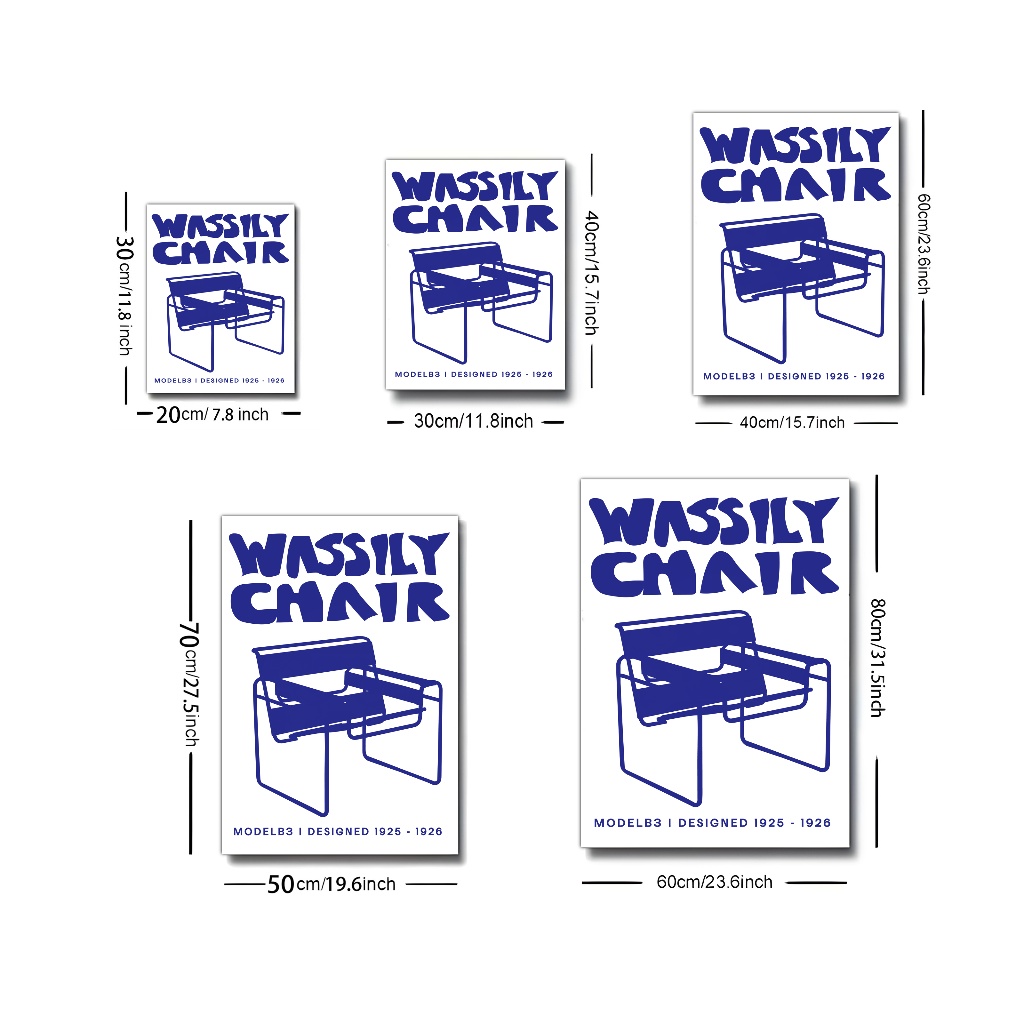 WASSILY
CHAIR
MODELB3 I DESIGNED 1925 - 1926
30cm/11.8 inch
20cm/ 7.8 inch
WASSILY
CHAIR
MODELB3 I DESIGNED 1925 - 1926
40cm/15.7inch
30cm/11.8inch
WASSILY
CHAIR
MODELB3 I DESIGNED 1925 - 1926
60cm/23.6inch
40cm/15.7inch
WASSILY
CHAIR
MODELB3 I DESIGNED 1925 - 1926
70cm/27.5inch
50cm/19.6inch
WASSILY
CHAIR
MODELB3 I DESIGNED 1925 - 1926
80cm/31.5inch
60cm/23.6inch